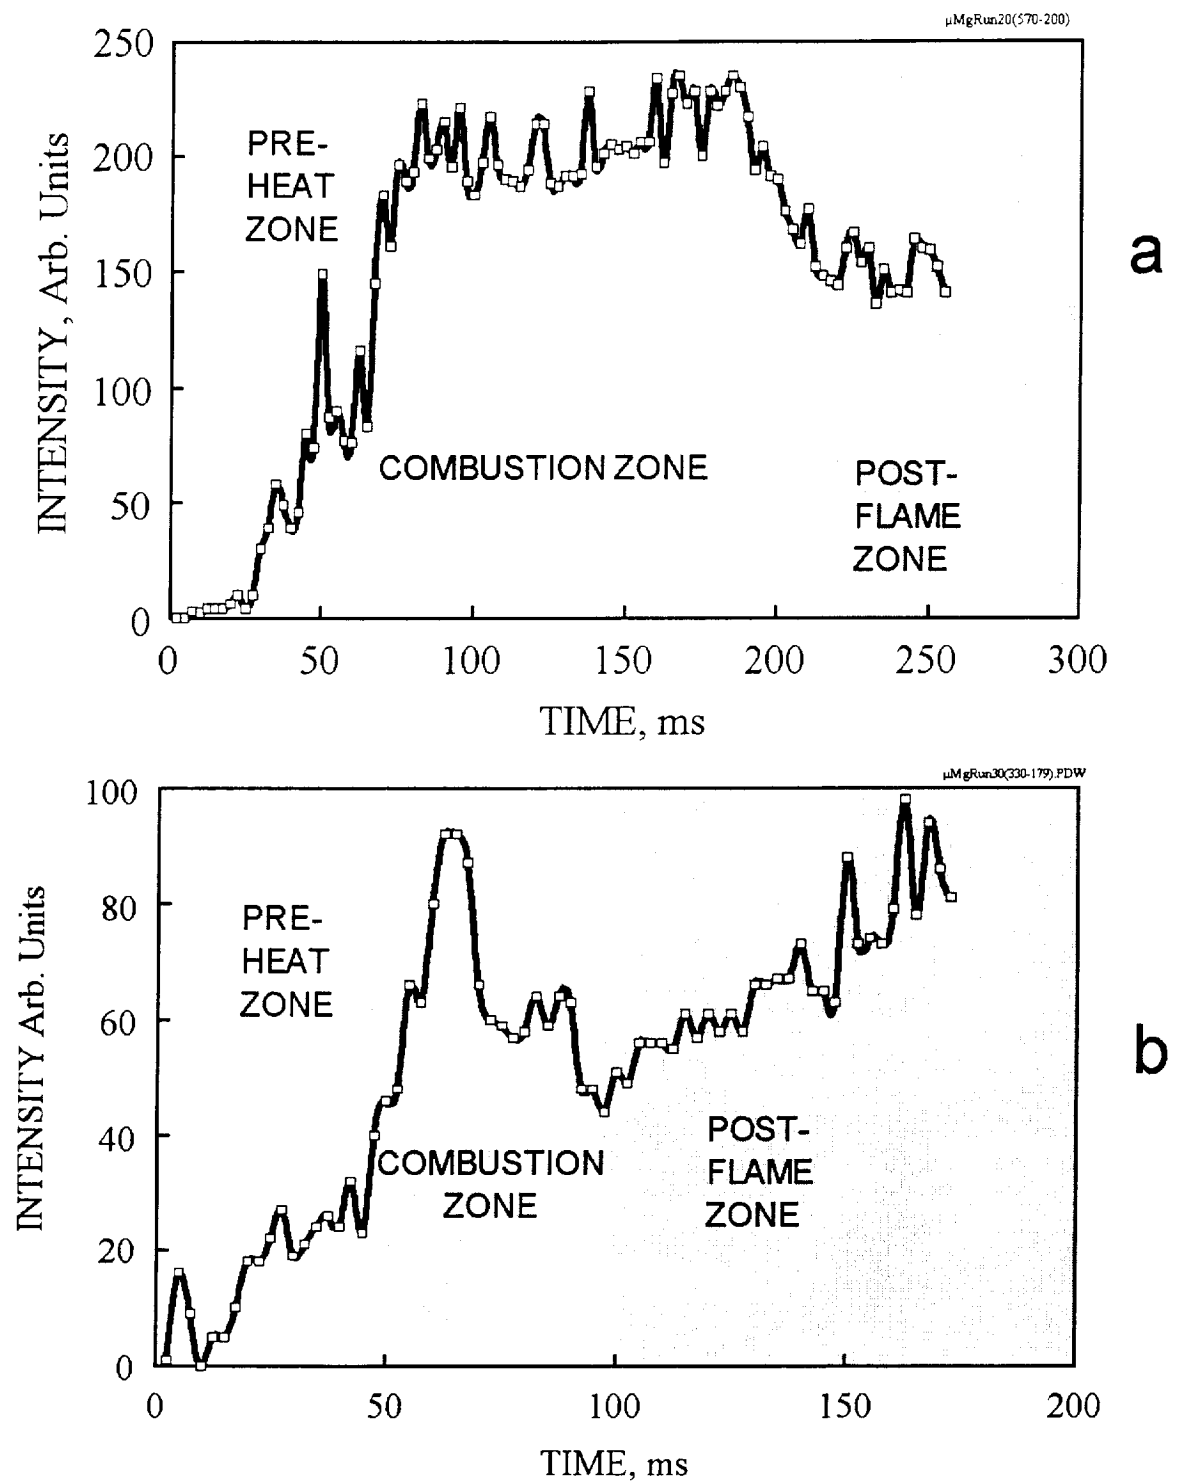 μMgRun20(570-200)
250
200
150
100
50
0
INTENSITY, Arb. Units
PRE-
HEAT
ZONE
COMBUSTION ZONE
POST-
FLAME
ZONE
a
0 50 100 150 200 250 300
TIME, ms
μMgRun30(330-179).PDW
100
80
60
40
20
0
INTENSITY Arb. Units
PRE-
HEAT
ZONE
COMBUSTION
ZONE
POST-
FLAME
ZONE
b
0 50 100 150 200
TIME, ms